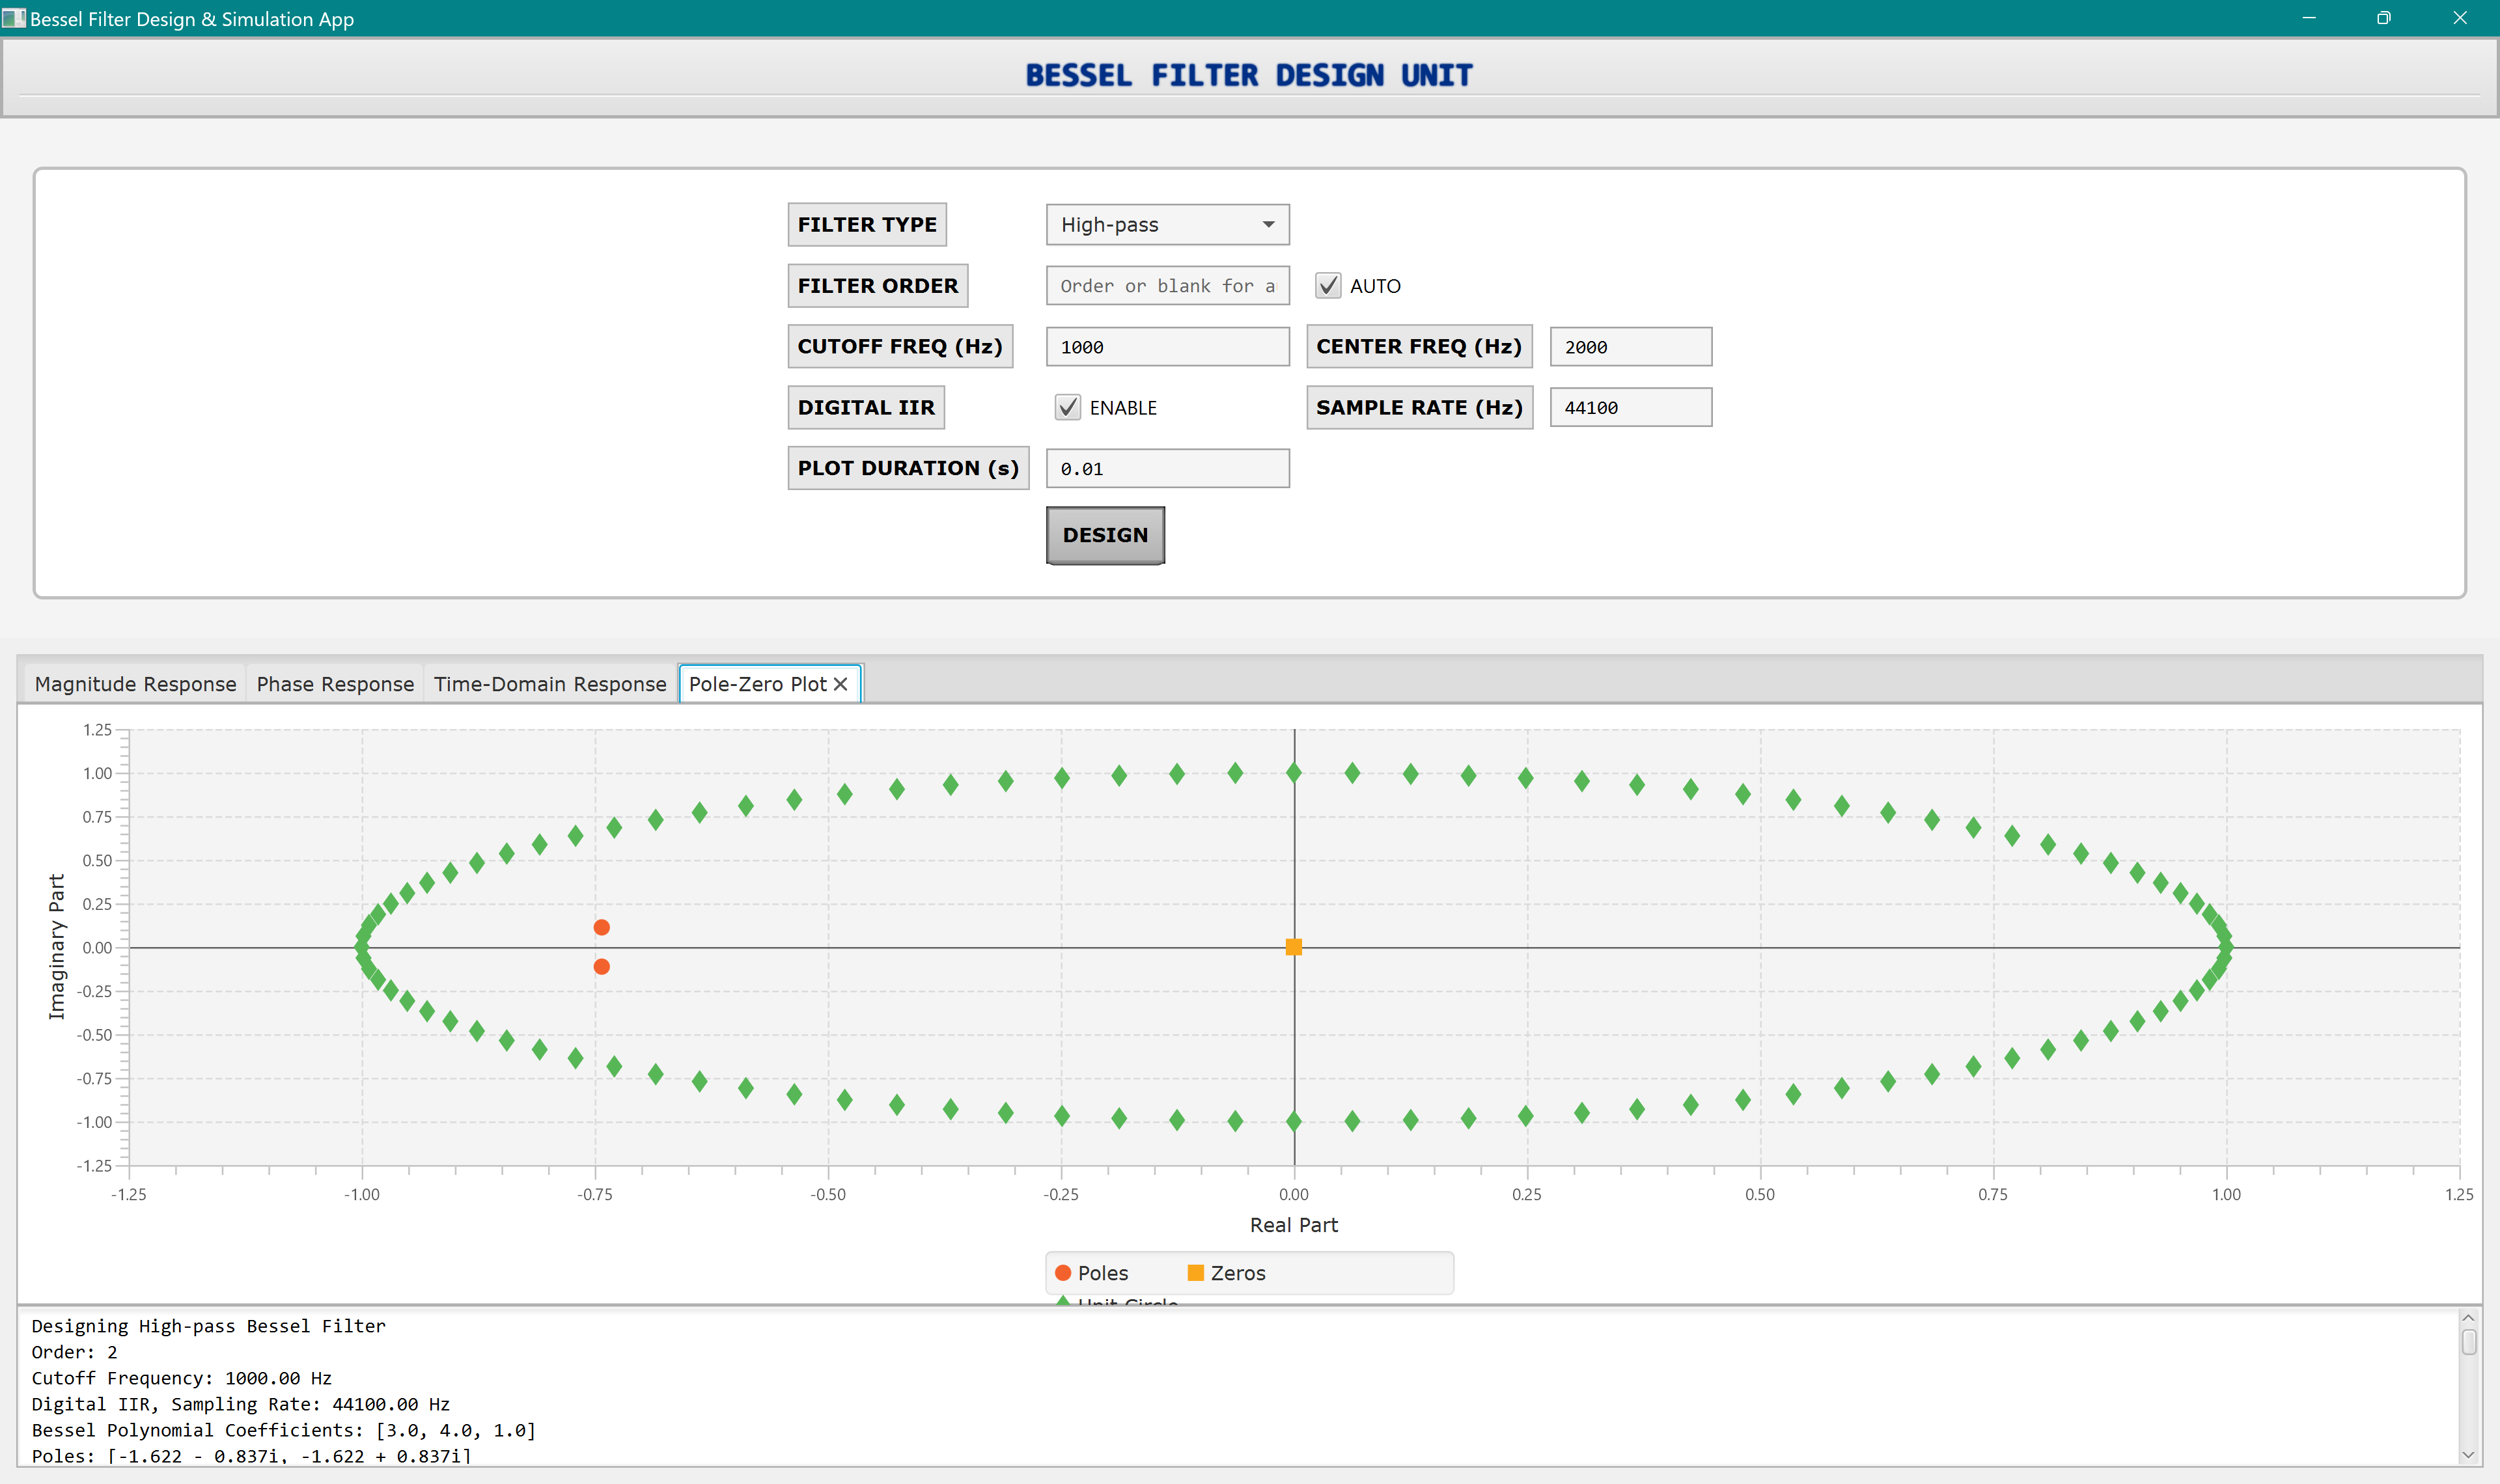 Bessel Filter Design & Simulation App
BESSEL FILTER DESIGN UNIT
FILTER TYPE
High-pass
FILTER ORDER
Order or blank for a
AUTO
CUTOFF FREQ (Hz)
1000
CENTER FREQ (Hz)
2000
DIGITAL IIR
ENABLE
SAMPLE RATE (Hz)
44100
PLOT DURATION (s)
0.01
DESIGN
Magnitude Response
Phase Response
Time-Domain Response
Pole-Zero Plot
Imaginary Part
1.25
1.00
0.75
0.50
0.25
0.00
-0.25
-0.50
-0.75
-1.00
-1.25
-1.25
-1.00
-0.75
-0.50
-0.25
0.00
0.25
0.50
0.75
1.00
1.25
Real Part
Poles
Zeros
Unit Circle
Designing High-pass Bessel Filter
Order: 2
Cutoff Frequency: 1000.00 Hz
Digital IIR, Sampling Rate: 44100.00 Hz
Bessel Polynomial Coefficients: [3.0, 4.0, 1.0]
Poles: [-1.622 - 0.837i, -1.622 + 0.837i]